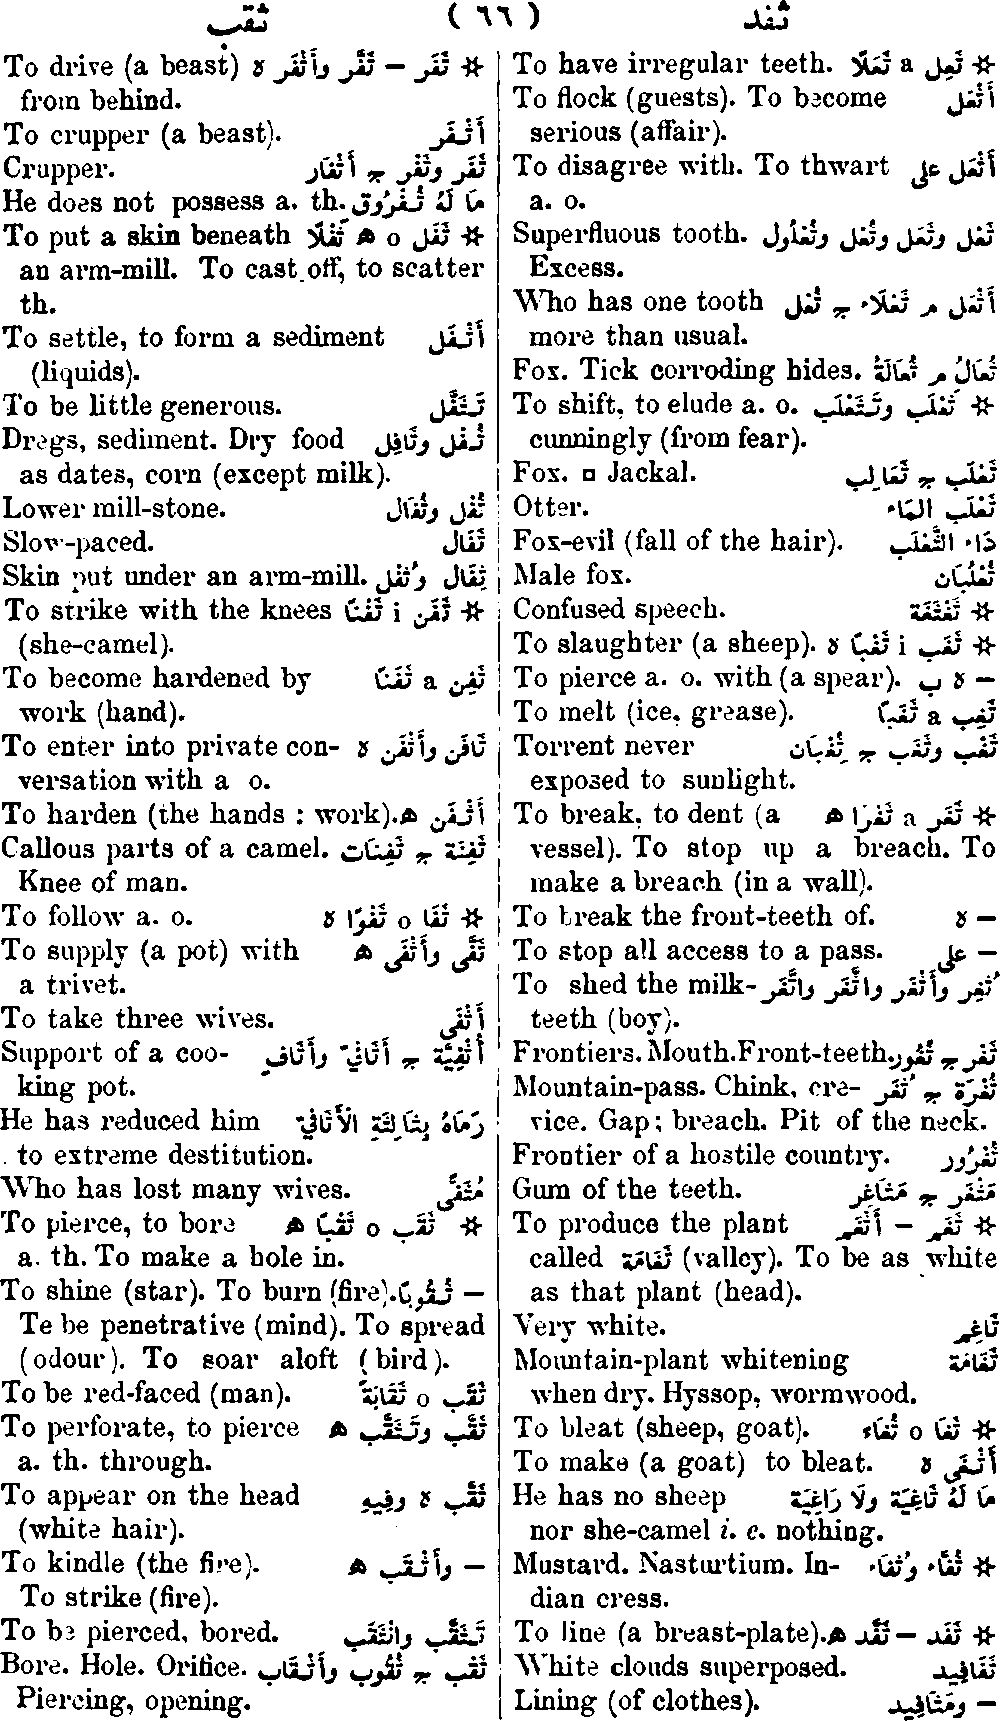 ثقب ( ٦٦ ) ثفد
To have irregular teeth. ✲ ثَعِل a ثَعَلًا
To flock (guests). To become أَثْعَل
serious (affair).
To disagree with. To thwart أَثْعَل على
a. o.
Superfluous tooth. ثَعْل وثَعَل وثُعْل وثُعْلُول
Excess.
Who has one tooth أَثْعَل م ثَعْلَاء ج ثُعْل
more than usual.
Fox. Tick corroding hides. ثُعَالُ م ثُعَالَةُ
To shift, to elude a. o. ✲ ثَعْلَب وتَثَعْلَب
cunningly (from fear).
Fox. ▫ Jackal. ثَعْلَب ج ثَعَالِب
Otter. ثَعْلَب المَاء
Fox-evil (fall of the hair). دَاء الثَّعْلَب
Male fox. ثُعْلُبَان
Confused speech. ✲ ثَغْثَغَة
To slaughter (a sheep). ✲ ثَغَب i ثَغْبًا ه
To pierce a. o. with (a spear). — ه ب
To melt (ice, grease). ثَغِب a ثَغَبًا
Torrent never ثَغْب وثَغَب ج ثُغْبَان
exposed to sunlight.
To break, to dent (a ✲ ثَغَر a ثَغْرًا ه
vessel). To stop up a breach. To
make a breach (in a wall).
To break the front-teeth of. — ه
To stop all access to a pass. — على
To shed the milk- ثُغِر وأَثْغَر واثَّغَر واتَّغَر
teeth (boy).
Frontiers. Mouth. Front-teeth. ثَغْر ج ثُغُور
Mountain-pass. Chink, cre- ثُغْرَة ج ثُغَر
vice. Gap; breach. Pit of the neck.
Frontier of a hostile country. ثُغْرُور
Gum of the teeth. مَثْغَر ج مَثَاغِر
To produce the plant ✲ ثغم — أَثْغَم
called ثَغَامَة (valley). To be as white
as that plant (head).
Very white. ثَاغِم
Mountain-plant whitening ثَغَامَة
when dry. Hyssop, wormwood.
To bleat (sheep, goat). ✲ ثَغَا o ثُغَاء
To make (a goat) to bleat. أَثْغَى ه
He has no sheep مَا لَهُ ثَاغِيَة ولَا رَاغِيَة
nor she-camel i. e. nothing.
Mustard. Nasturtium. In- ✲ ثُفَّاء وثُفَاء
dian cress.
To line (a breast-plate). ✲ ثفد — ثَفَّد ه
White clouds superposed. ثَفَافِيد
Lining (of clothes). — ومَثَافِيد
To drive (a beast) ✲ ثَفَر — ثَفَّر وأَثْفَر ه
from behind.
To crupper (a beast). أَثْفَر
Crupper. ثَفَر وثَفْر ج أَثْفَار
He does not possess a. th. مَا لَهُ ثُفْرُوق
To put a skin beneath ✲ ثَفَل o ثَفْلًا ه
an arm-mill. To cast off, to scatter
th.
To settle, to form a sediment أَثْفَل
(liquids).
To be little generous. تَثَفَّل
Dregs, sediment. Dry food ثُفْل وثَافِل
as dates, corn (except milk).
Lower mill-stone. ثُفْل وثُفَال
Slow-paced. ثَفَال
Skin put under an arm-mill. ثِفَال وثُفْل
To strike with the knees ✲ ثَفَن i ثَفْنًا
(she-camel).
To become hardened by ثَفِن a ثَفَنًا
work (hand).
To enter into private con- ثَافَن وأَثْفَن ه
versation with a o.
To harden (the hands : work). أَثْفَن ه
Callous parts of a camel. ثَفِنَة ج ثَفِنَات
Knee of man.
To follow a. o. ✲ ثَفَا o ثَفْوًا ه
To supply (a pot) with ثَفَّى وأَثْفَى ه
a trivet.
To take three wives. أَثْفَى
Support of a coo- أُثْفِيَّة ج أَثَافِيّ وأَثَافٍ
king pot.
He has reduced him رَمَاهُ بِثَالِثَةِ الأَثَافِيّ
to extreme destitution.
Who has lost many wives. مُثَفًّى
To pierce, to bore ✲ ثَقَب o ثَقْبًا ه
a. th. To make a hole in.
To shine (star). To burn (fire). — ثُقُوبًا
Te be penetrative (mind). To spread
(odour). To soar aloft (bird).
To be red-faced (man). ثَقُب o ثَقَابَةً
To perforate, to pierce ثَقَّب وتَثَقَّب ه
a. th. through.
To appear on the head ثَقَّب ه وفِيهِ
(white hair).
To kindle (the fire). — وأَثْقَب ه
To strike (fire).
To be pierced, bored. تَثَقَّب وانْثَقَب
Bore. Hole. Orifice. ثَقْب ج ثُقُوب وأَثْقَاب
Piercing, opening.